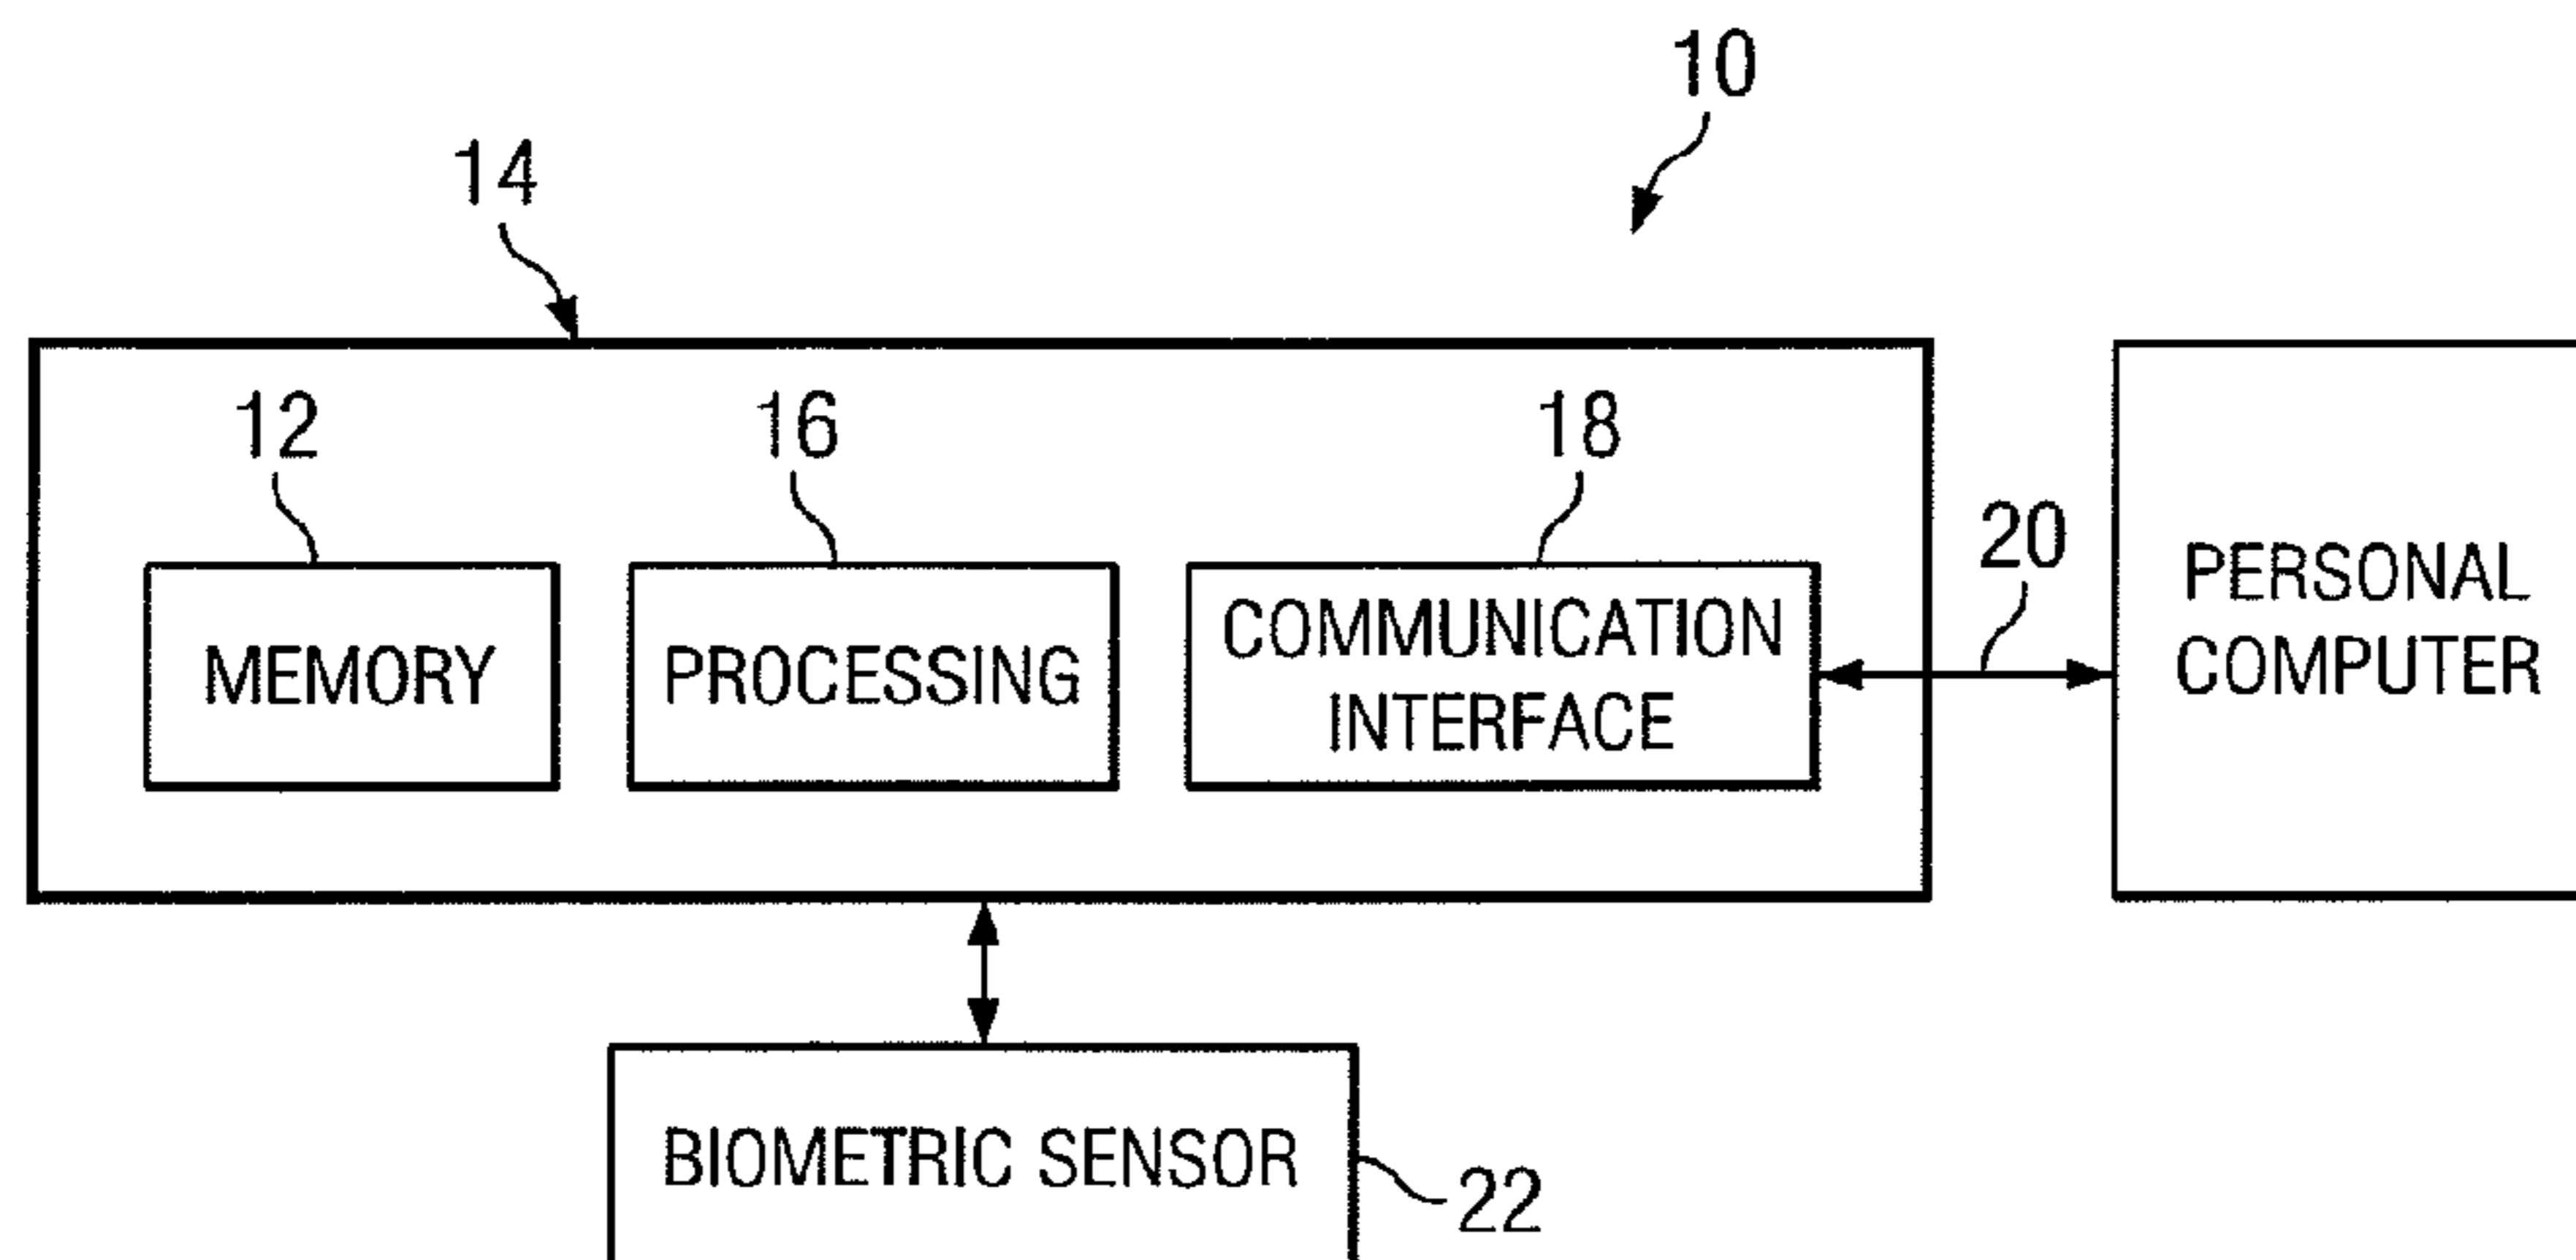 10
14
12
16
18
20
MEMORY
PROCESSING
COMMUNICATION
INTERFACE
PERSONAL
COMPUTER
BIOMETRIC SENSOR
22